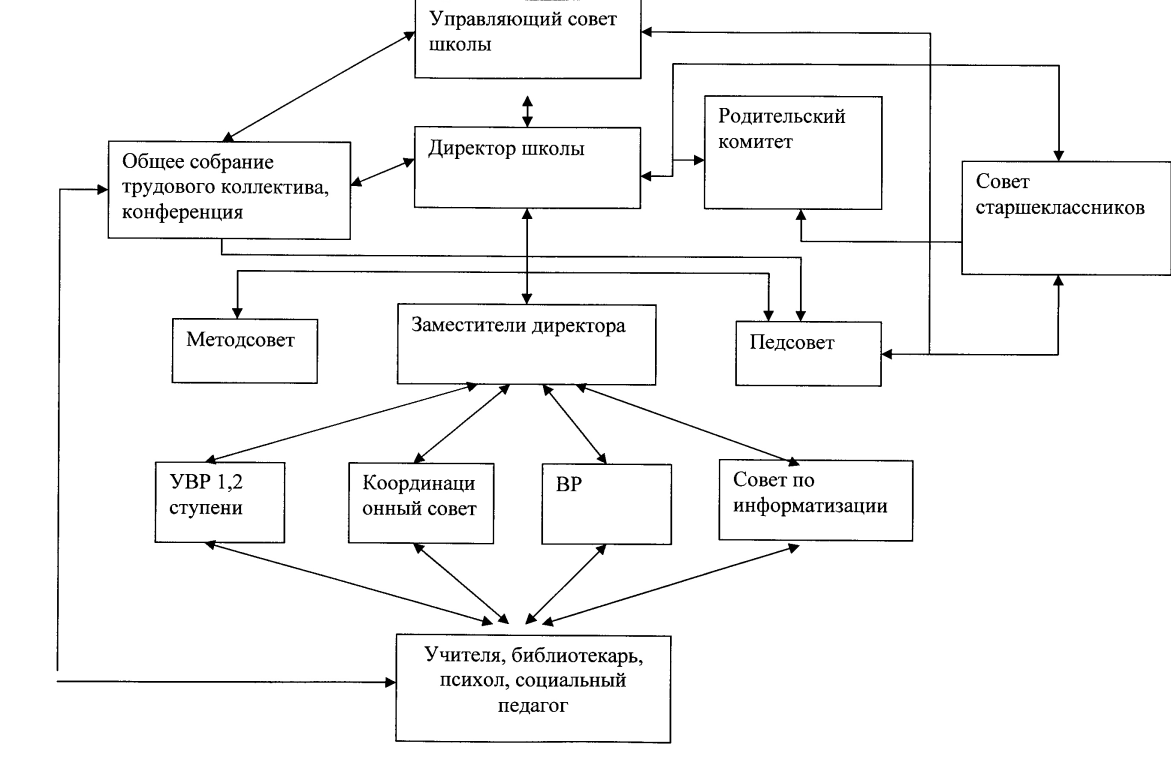 Управляющий совет
школы
Директор школы
Родительский
комитет
Общее собрание
трудового коллектива,
конференция
Совет
старшеклассников
Методсовет
Заместители директора
Педсовет
УВР 1,2
ступени
Координаци
онный совет
ВР
Совет по
информатизации
Учителя, библиотекарь,
психол, социальный
педагог